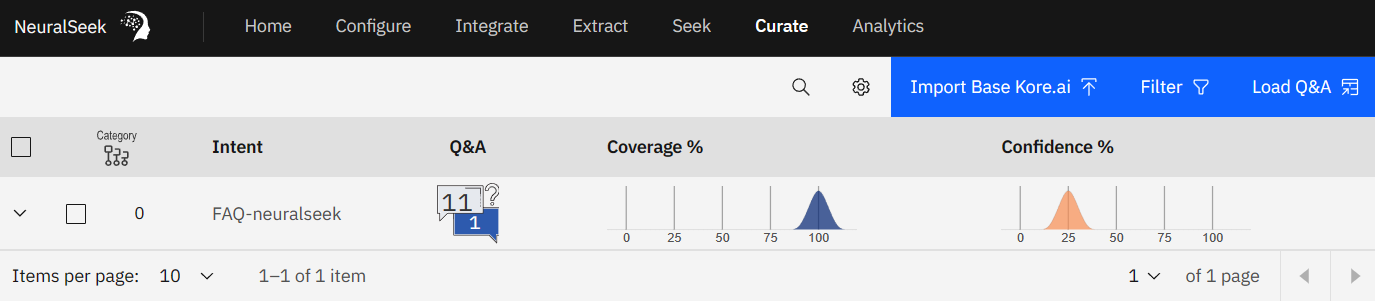 NeuralSeek Home Configure Integrate Extract Seek Curate Analytics
Import Base Kore.ai Filter Load Q&A
Category Intent Q&A Coverage % Confidence %
0 FAQ-neuralseek 11 ? 1 0 25 50 75 100 0 25 50 75 100
Items per page: 10 1–1 of 1 item 1 of 1 page